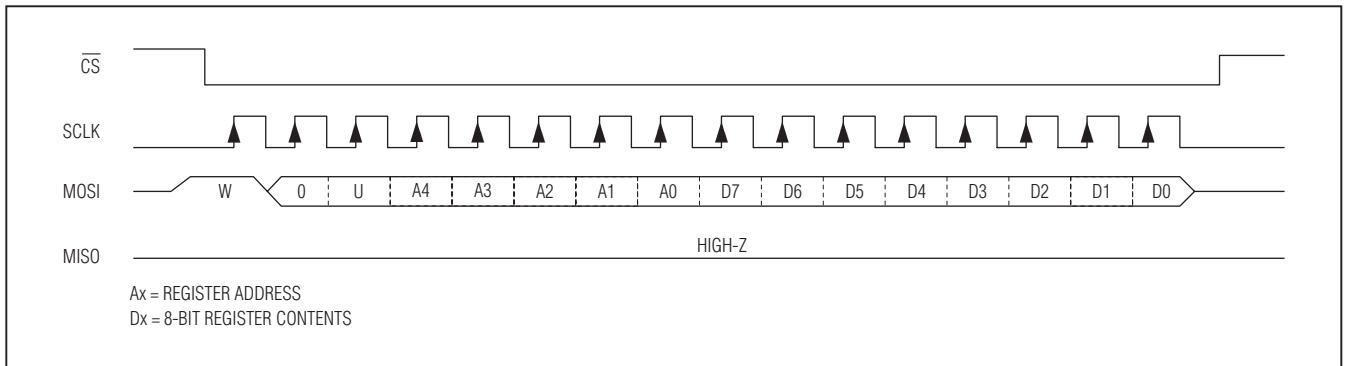 CS
SCLK
MOSI W 0 U A4 A3 A2 A1 A0 D7 D6 D5 D4 D3 D2 D1 D0
HIGH-Z
MISO
Ax = REGISTER ADDRESS
Dx = 8-BIT REGISTER CONTENTS